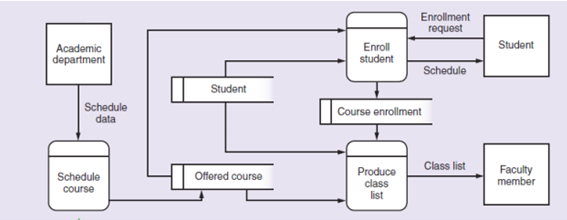 Academic
department
Schedule
data
Schedule
course
Student
Offered course
Enroll
student
Enrollment
request
Schedule
Student
Course enrollment
Produce
class
list
Class list
Faculty
member